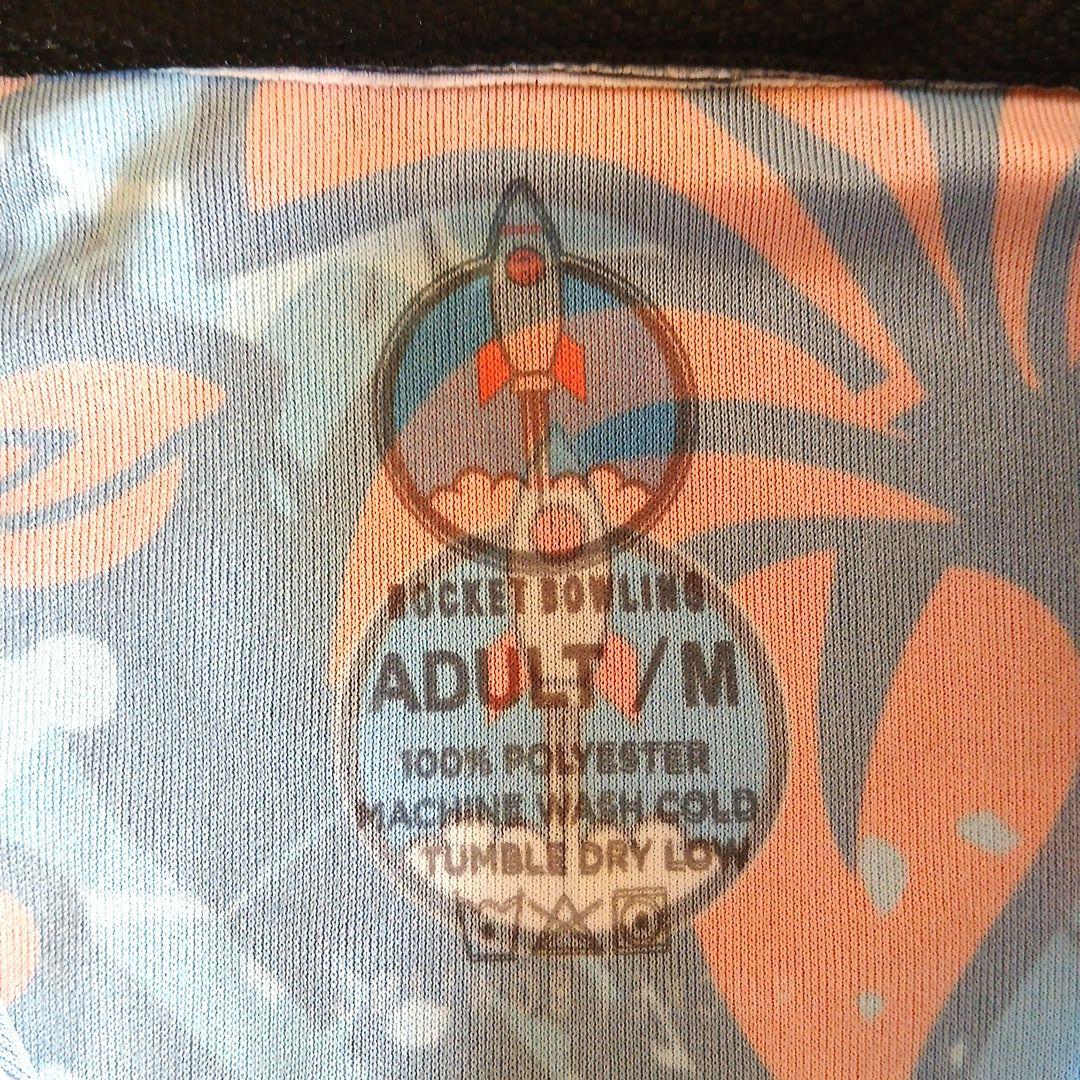 ROCKET BOWLING
ADULT /M
100% POLYESTER
MACHINE WASH COLD
TUMBLE DRY LOW